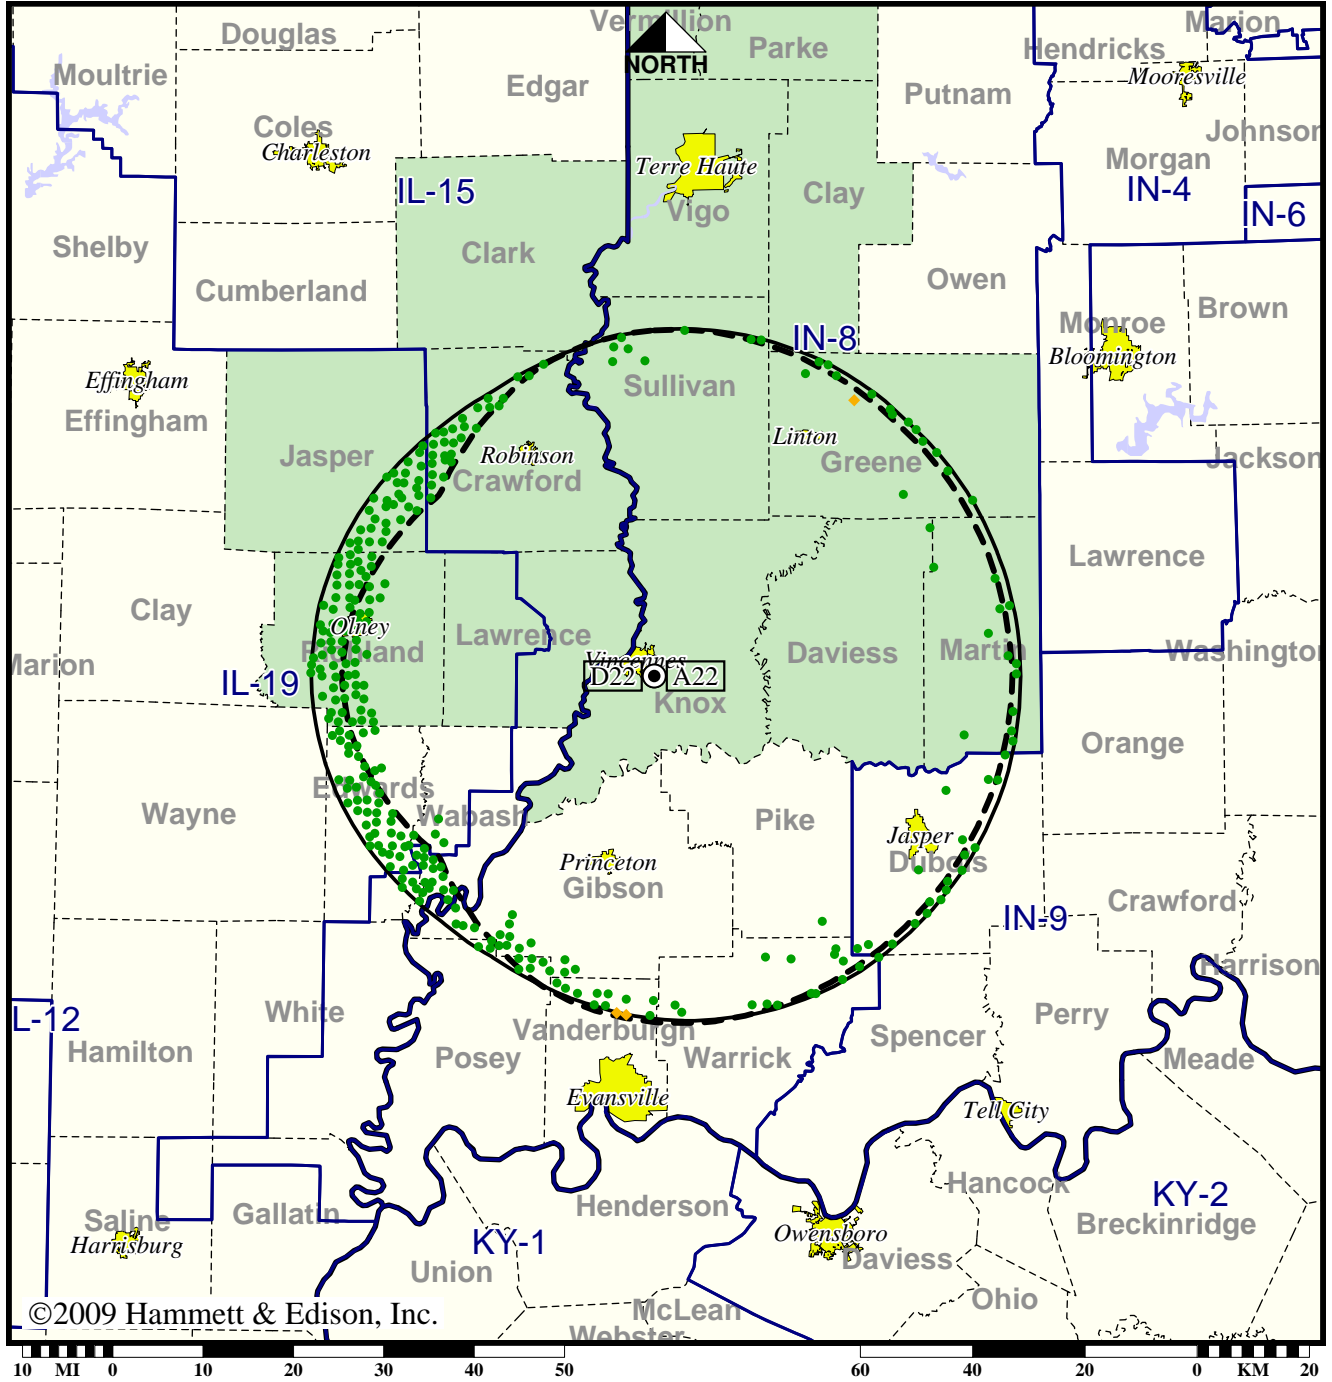 Douglas
Vermillion
Marion
Parke
Hendricks
NORTH
Moultrie
Edgar
Putnam
Mooresville
Coles
Charleston
Johnson
Terre Haute
Morgan
IL-15
Clay
IN-4
Vigo
IN-6
Shelby
Clark
Owen
Cumberland
Brown
Monroe
IN-8
Bloomington
Effingham
Sullivan
Effingham
Linton
Jasper
Robinson
Greene
Jackson
Crawford
Lawrence
Clay
Olney
Lawrence
Richland
Daviess
Martin
Washington
Marion
Vincennes
IL-19
D22
A22
Knox
Orange
Edwards
Wayne
Wabash
Pike
Jasper
Princeton
Dubois
Gibson
Crawford
IN-9
Harrison
White
L-12
Perry
Vanderburgh
Spencer
Hamilton
Posey
Warrick
Meade
Evansville
Tell City
Hancock
KY-2
Saline
Gallatin
Henderson
Breckinridge
Harrisburg
KY-1
Owensboro
Union
Daviess
Ohio
©2009 Hammett & Edison, Inc.
McLean
Webster
10 MI 0 10 20 30 40 50
60 40 20 0 KM 20